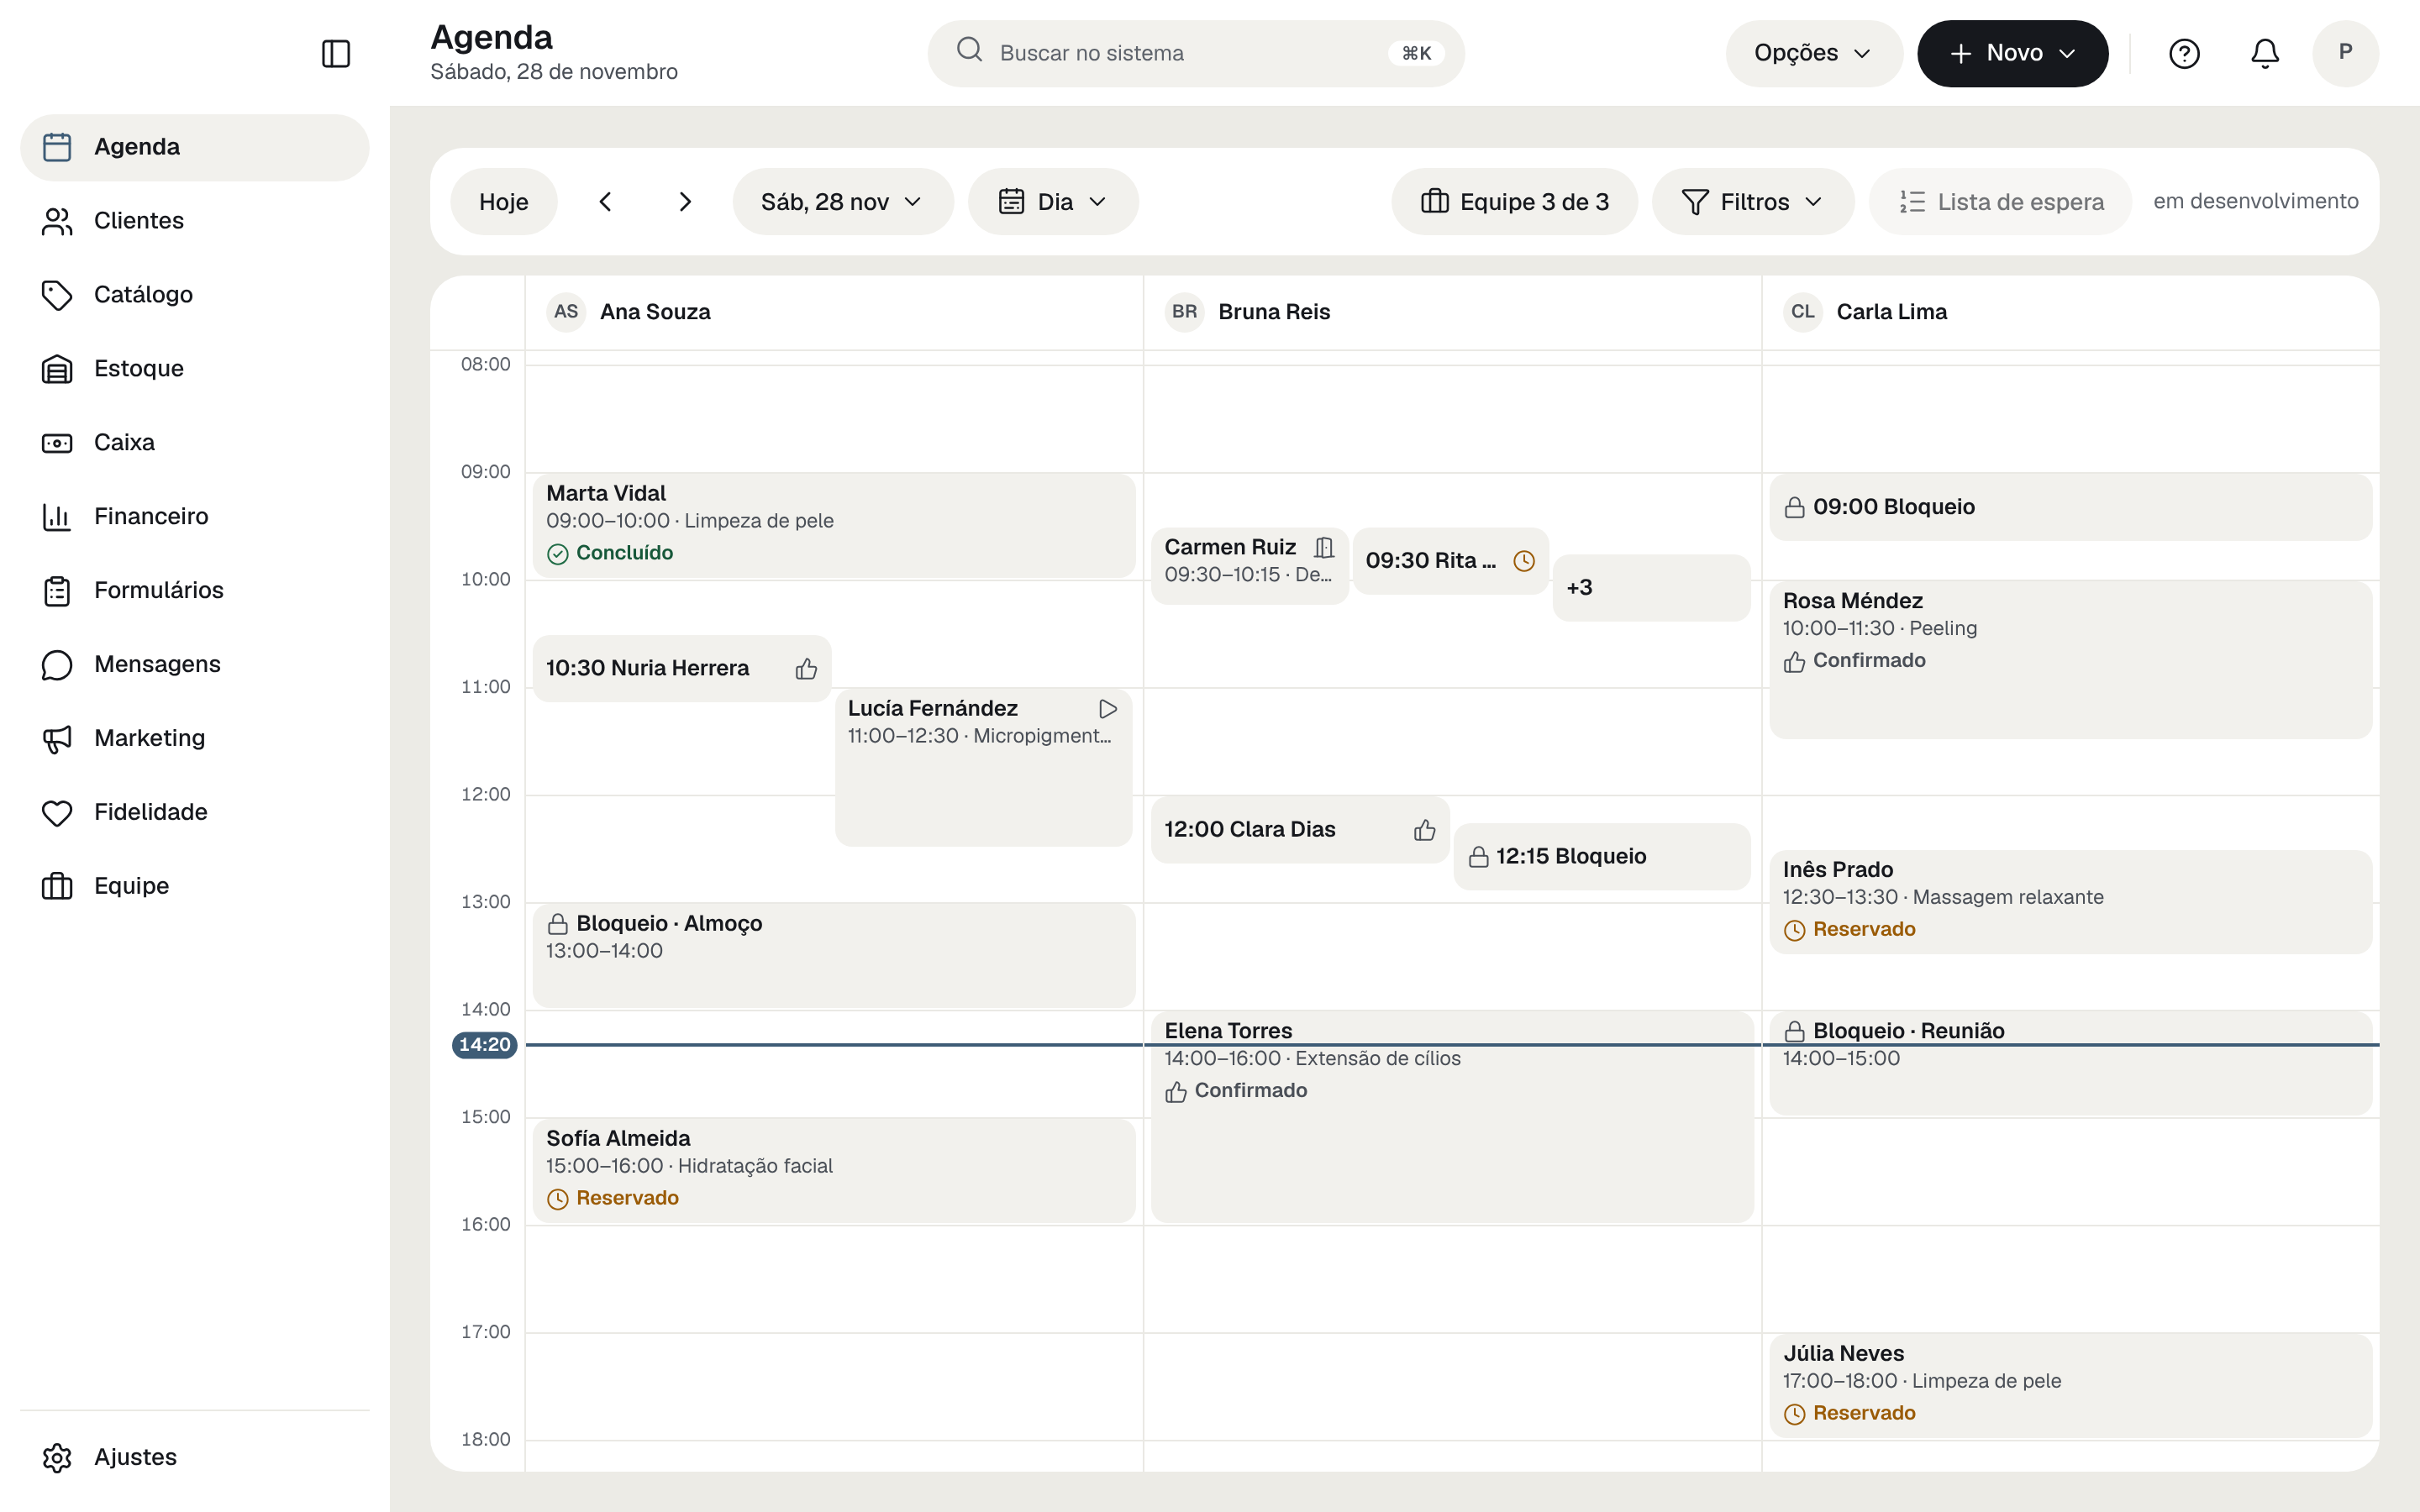 Agenda
Sábado, 28 de novembro
Buscar no sistema
⌘K
Opções
Novo
P
Agenda
Clientes
Catálogo
Estoque
Caixa
Financeiro
Formulários
Mensagens
Marketing
Fidelidade
Equipe
Ajustes
Hoje
Sáb, 28 nov
Dia
Equipe 3 de 3
Filtros
Lista de espera
em desenvolvimento
AS Ana Souza
BR Bruna Reis
CL Carla Lima
08:00
09:00
10:00
11:00
12:00
13:00
14:00
14:20
15:00
16:00
17:00
18:00
Marta Vidal
09:00–10:00 · Limpeza de pele
Concluído
10:30 Nuria Herrera
Lucía Fernández
11:00–12:30 · Micropigment…
Bloqueio · Almoço
13:00–14:00
Sofía Almeida
15:00–16:00 · Hidratação facial
Reservado
Carmen Ruiz
09:30–10:15 · De…
09:30 Rita …
+3
12:00 Clara Dias
12:15 Bloqueio
Elena Torres
14:00–16:00 · Extensão de cílios
Confirmado
09:00 Bloqueio
Rosa Méndez
10:00–11:30 · Peeling
Confirmado
Inês Prado
12:30–13:30 · Massagem relaxante
Reservado
Bloqueio · Reunião
14:00–15:00
Júlia Neves
17:00–18:00 · Limpeza de pele
Reservado